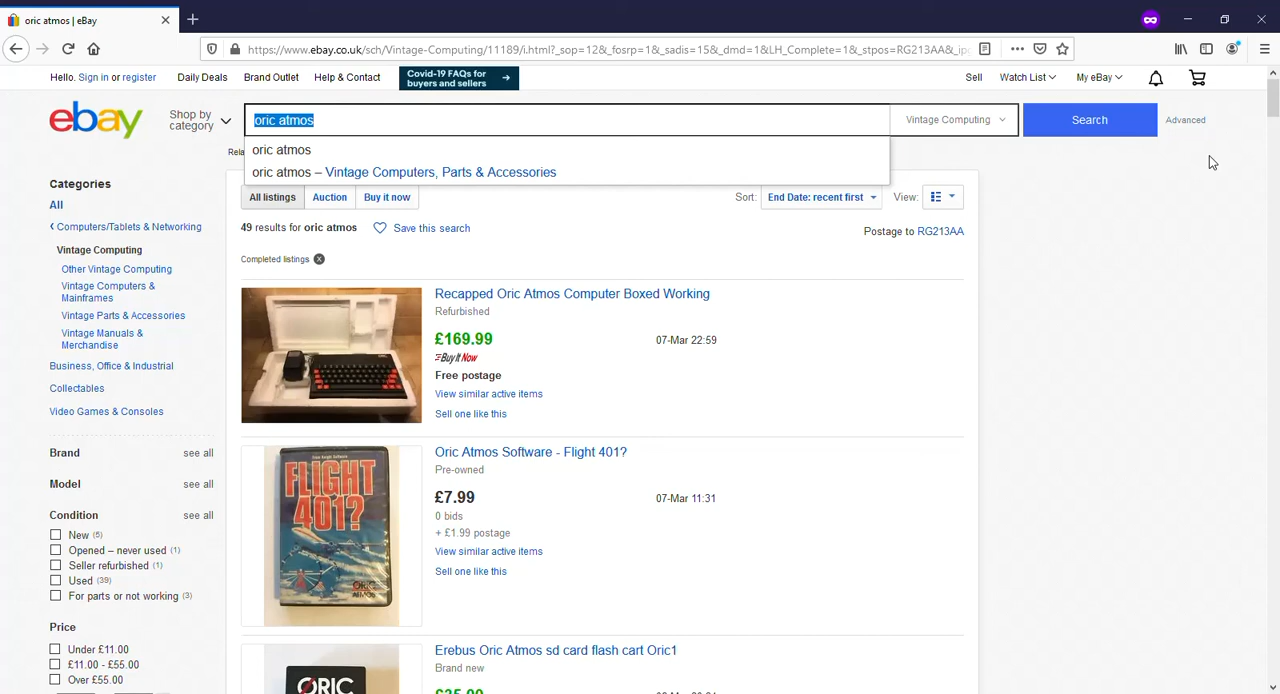 oric atmos | eBay
https://www.ebay.co.uk/sch/Vintage-Computing/11189/i.html?_sop=12&_fosrp=1&_sadis=15&_dmd=1&LH_Complete=1&_stpos=RG213AA&_ip
Hello. Sign in or register
Daily Deals
Brand Outlet
Help & Contact
Covid-19 FAQs for
buyers and sellers
Sell
Watch List
My eBay
ebay
Shop by
category
oric atmos
Vintage Computing
Search
Advanced
oric atmos
oric atmos – Vintage Computers, Parts & Accessories
Rela
Categories
All
Computers/Tablets & Networking
Vintage Computing
Other Vintage Computing
Vintage Computers &
Mainframes
Vintage Parts & Accessories
Vintage Manuals &
Merchandise
Business, Office & Industrial
Collectables
Video Games & Consoles
Brand
see all
Model
see all
Condition
see all
New (5)
Opened – never used (1)
Seller refurbished (1)
Used (39)
For parts or not working (3)
Price
Under £11.00
£11.00 - £55.00
Over £55.00
All listings
Auction
Buy it now
Sort:
End Date: recent first
View:
49 results for oric atmos
Save this search
Postage to RG213AA
Completed listings
Recapped Oric Atmos Computer Boxed Working
Refurbished
£169.99
07-Mar 22:59
Buy It Now
Free postage
View similar active items
Sell one like this
FLIGHT
401?
ORIC
ATMOS
Oric Atmos Software - Flight 401?
Pre-owned
£7.99
07-Mar 11:31
0 bids
+ £1.99 postage
View similar active items
Sell one like this
ORIC
Erebus Oric Atmos sd card flash cart Oric1
Brand new